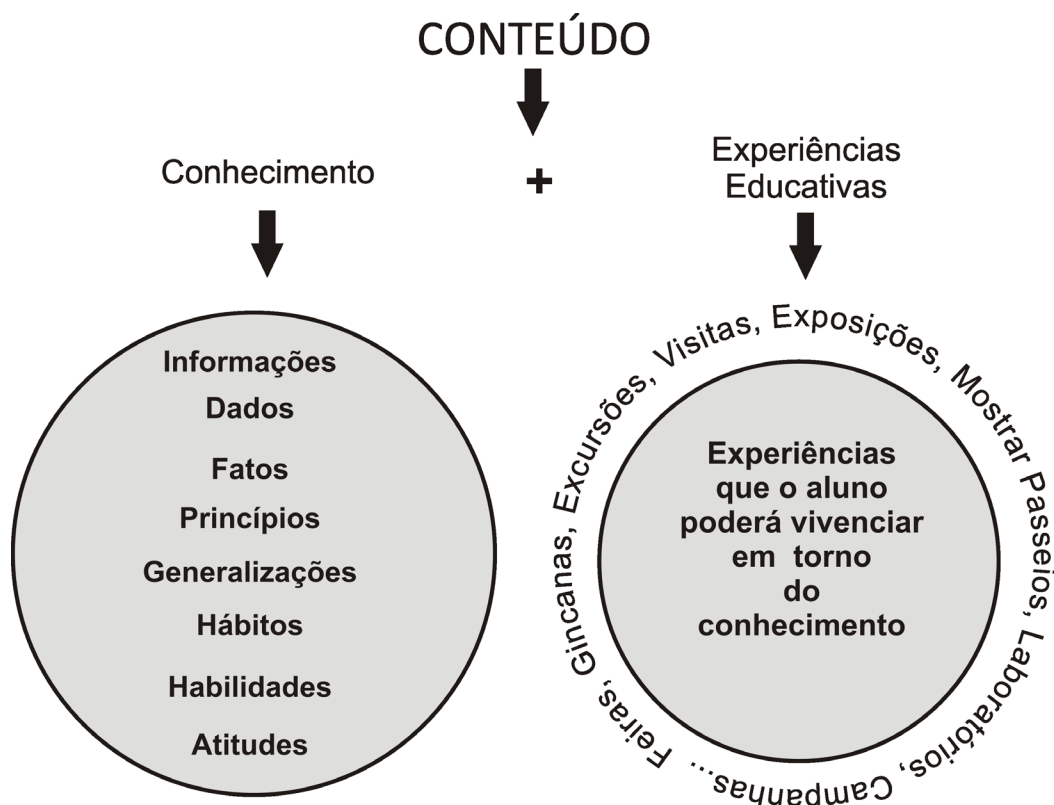 CONTEÚDO
Conhecimento
+
Experiências
Educativas
Informações
Dados
Fatos
Princípios
Generalizações
Hábitos
Habilidades
Atitudes
Feiras, Gincanas, Excursões, Visitas, Exposições, Mostrar Passeios, Laboratórios, Campanhas...
Experiências
que o aluno
poderá vivenciar
em torno
do
conhecimento